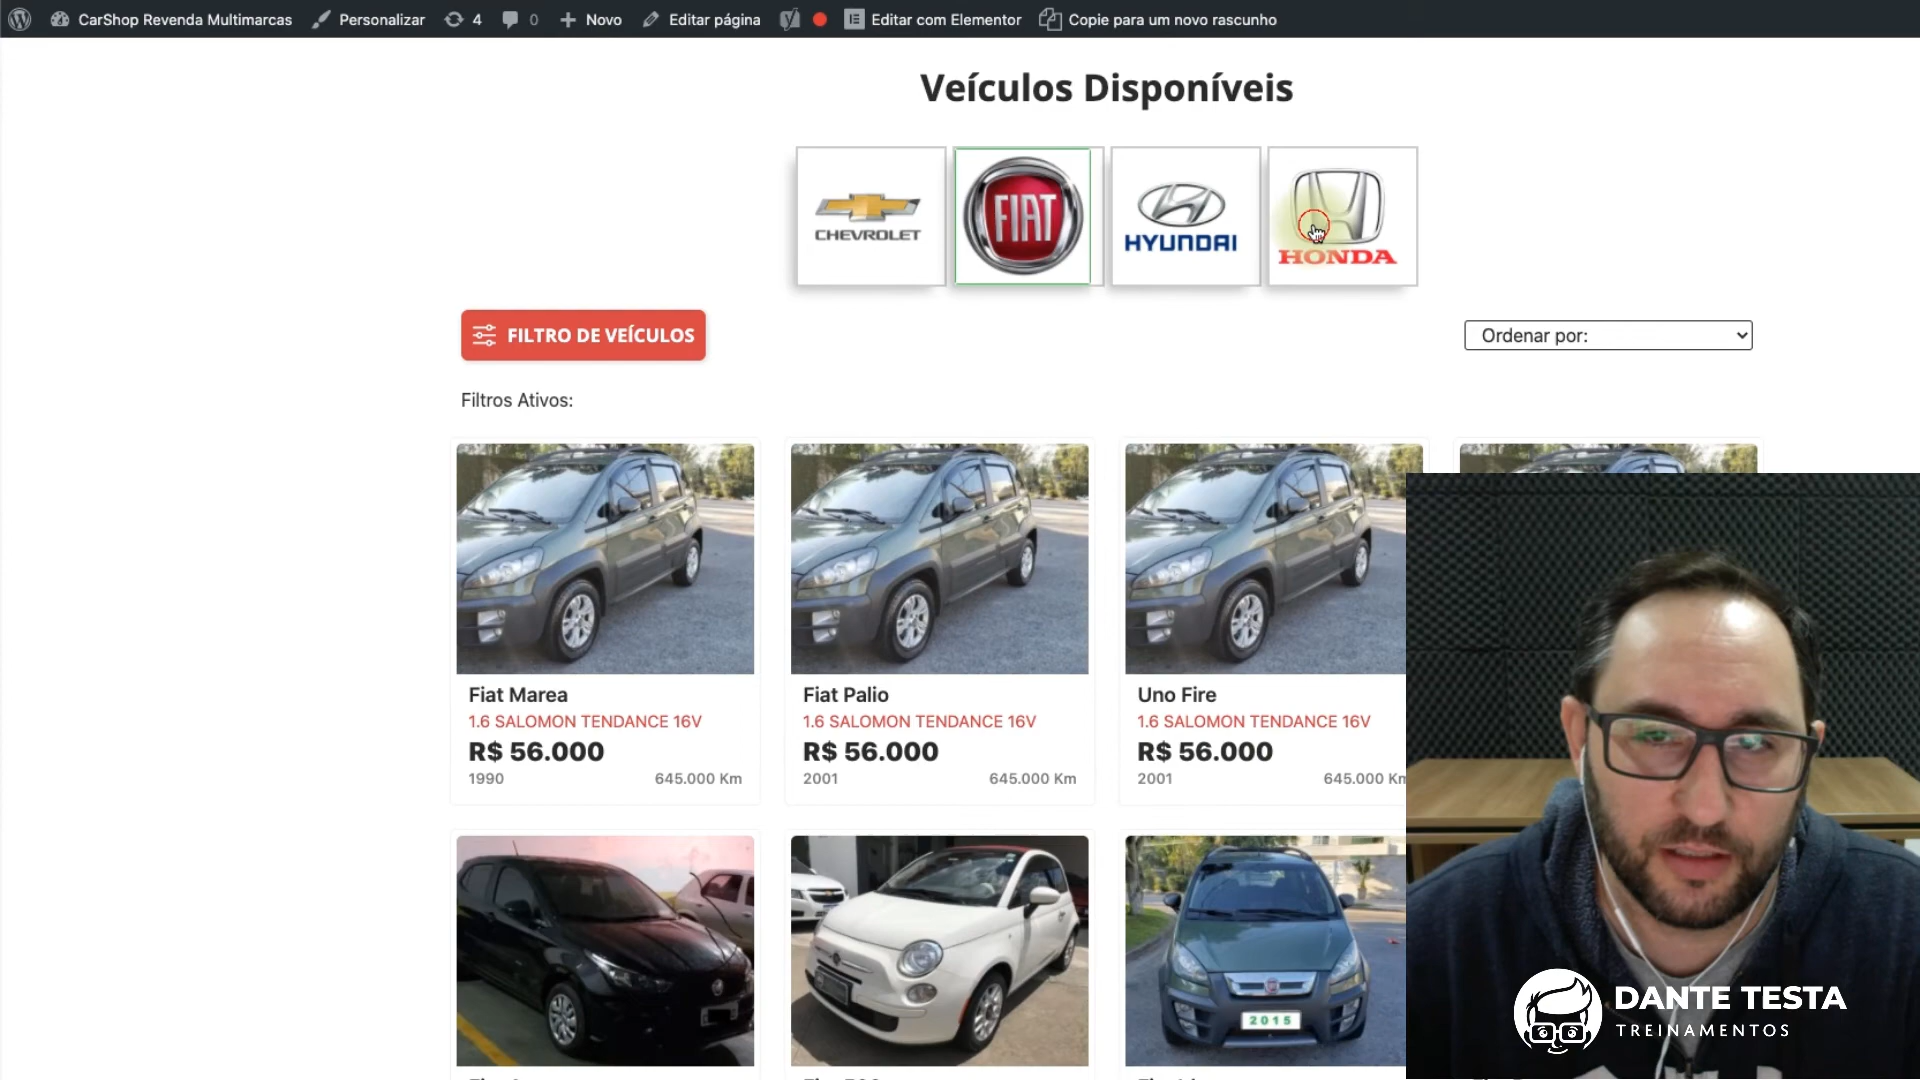 CarShop Revenda Multimarcas Personalizar 4 0 Novo Editar página Editar com Elementor Copie para um novo rascunho
Veículos Disponíveis
CHEVROLET
FIAT
HYUNDAI
HONDA
FILTRO DE VEÍCULOS
Ordenar por:
Filtros Ativos:
Fiat Marea
1.6 SALOMON TENDANCE 16V
R$ 56.000
1990 645.000 Km
Fiat Palio
1.6 SALOMON TENDANCE 16V
R$ 56.000
2001 645.000 Km
Uno Fire
1.6 SALOMON TENDANCE 16V
R$ 56.000
2001 645.000 Km
2015
DANTE TESTA
TREINAMENTOS